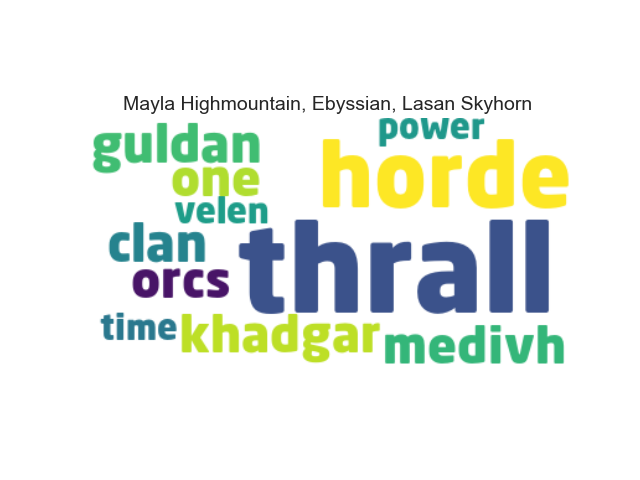 Mayla Highmountain, Ebyssian, Lasan Skyhorn
power
guldan
horde
one
velen
clan
thrall
orcs
time
khadgar
medivh